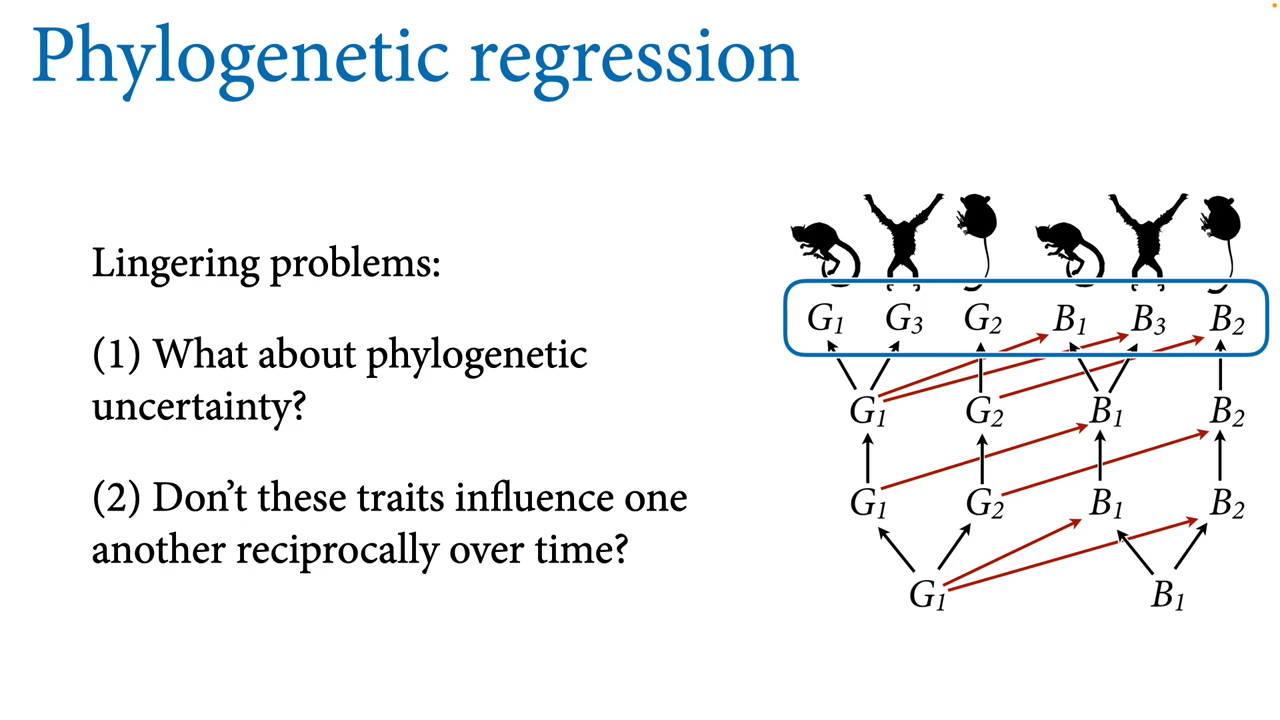 Phylogenetic regression
Lingering problems:
(1) What about phylogenetic
uncertainty?
(2) Don’t these traits influence one
another reciprocally over time?
G1 G3 G2 B1 B3 B2
G1 G2 B1 B2
G1 G2 B1 B2
G1 B1